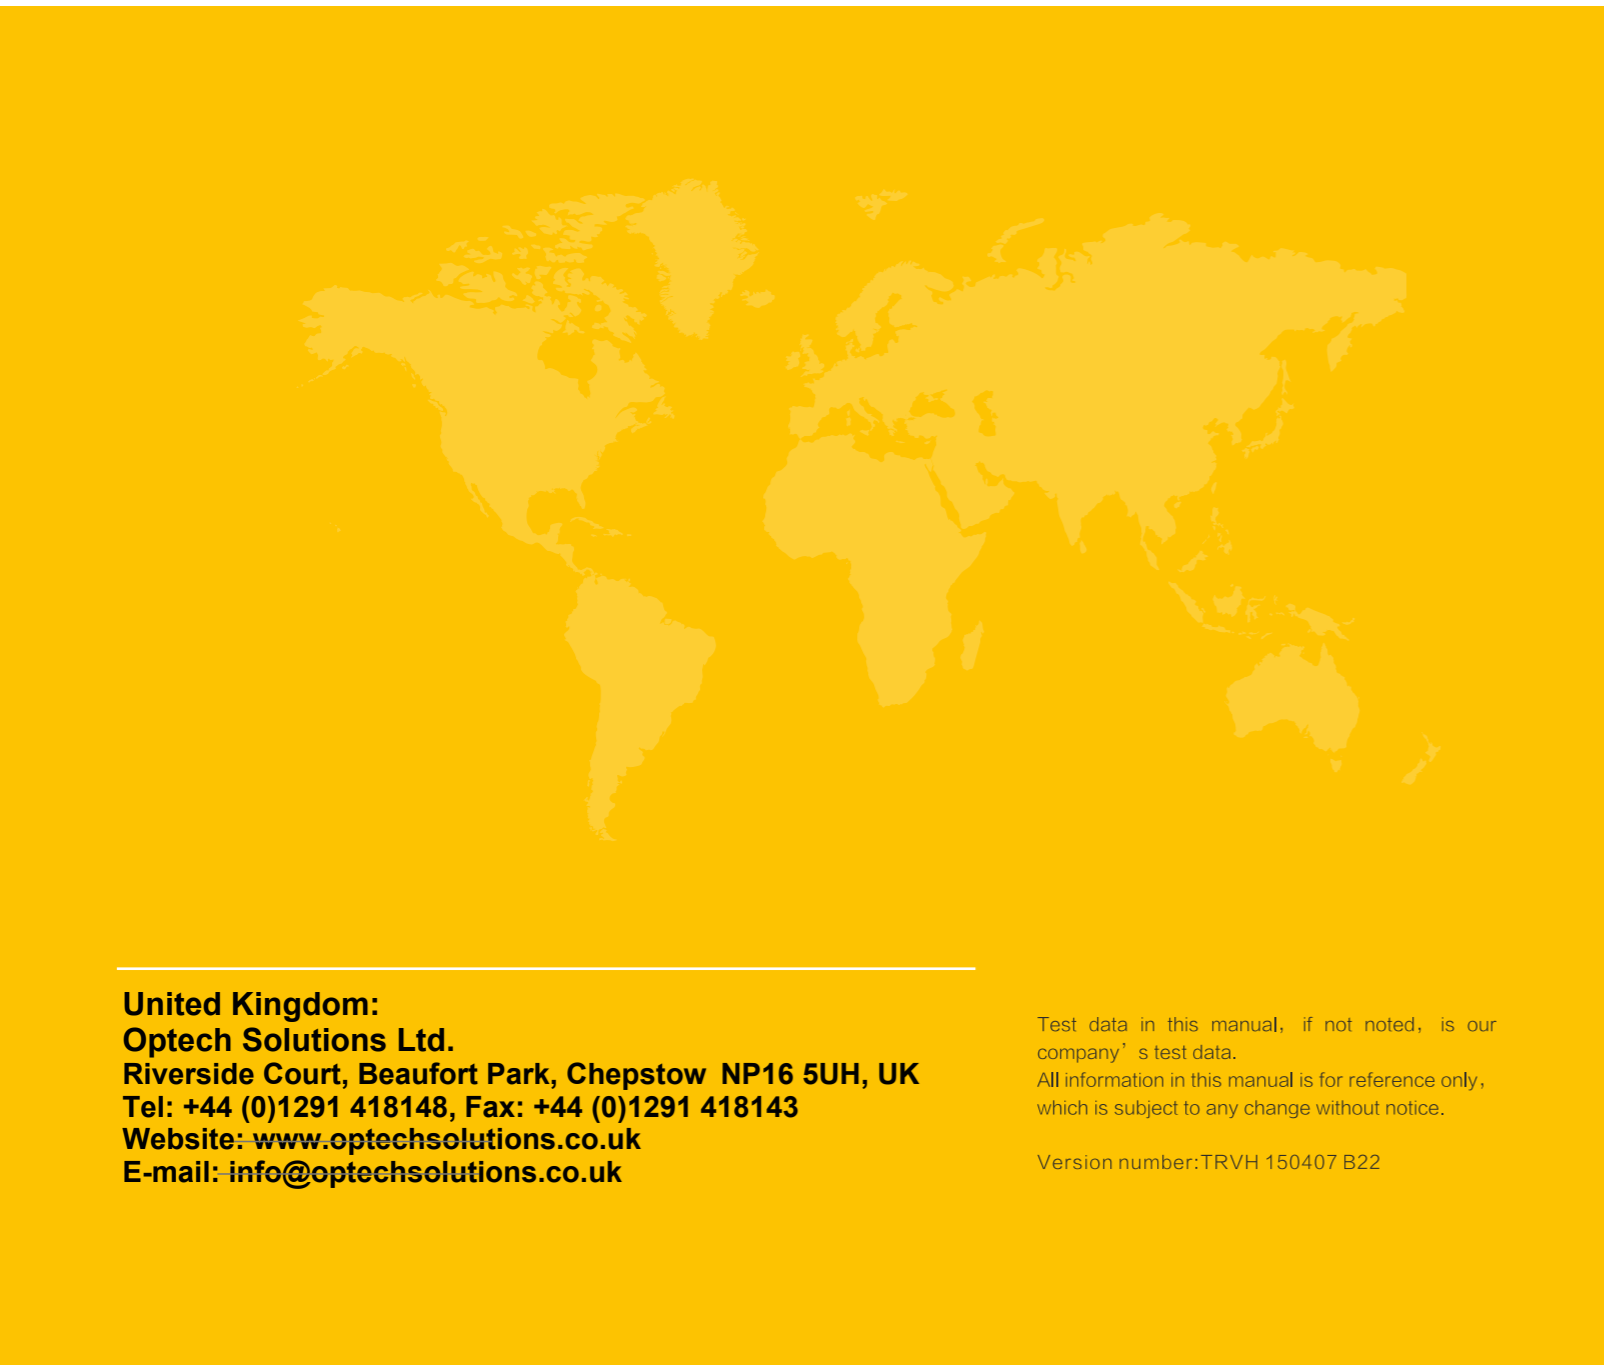 United Kingdom:
Optech Solutions Ltd.
Riverside Court, Beaufort Park, Chepstow  NP16 5UH, UK
Tel: +44 (0)1291 418148, Fax: +44 (0)1291 418143
Website: www.optechsolutions.co.uk
E-mail: info@optechsolutions.co.uk
Test data in this manual, if not noted, is our
company’s test data.
All information in this manual is for reference only,
which is subject to any change without notice.
Version number:TRVH 150407 B22